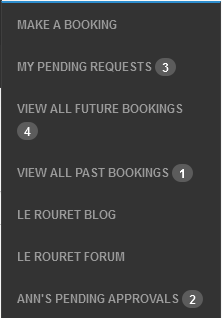 MAKE A BOOKING
MY PENDING REQUESTS 3
VIEW ALL FUTURE BOOKINGS
4
VIEW ALL PAST BOOKINGS 1
LE ROURET BLOG
LE ROURET FORUM
ANN'S PENDING APPROVALS 2